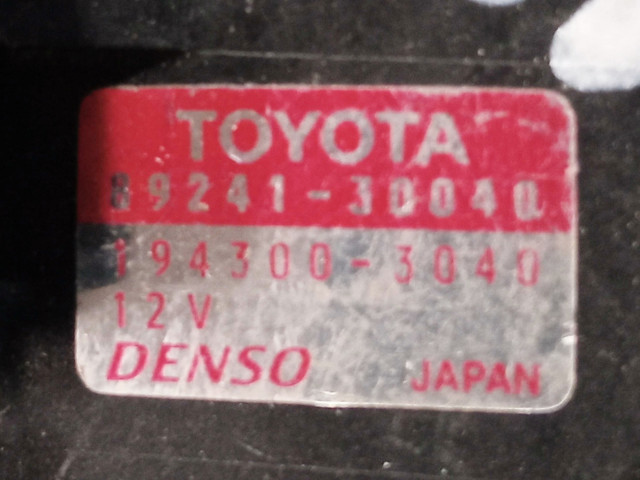 TOYOTA
89241-30040
194300-3040
12V
DENSO JAPAN